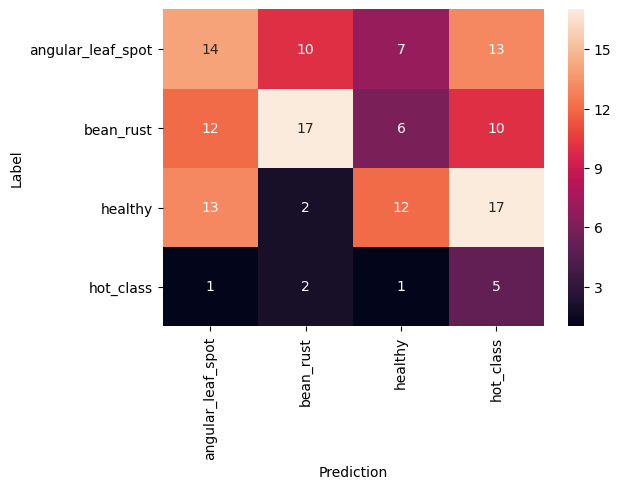 angular_leaf_spot 14 10 7 13
bean_rust 12 17 6 10
healthy 13 2 12 17
hot_class 1 2 1 5
Label
angular_leaf_spot
bean_rust
healthy
hot_class
Prediction
15
12
9
6
3